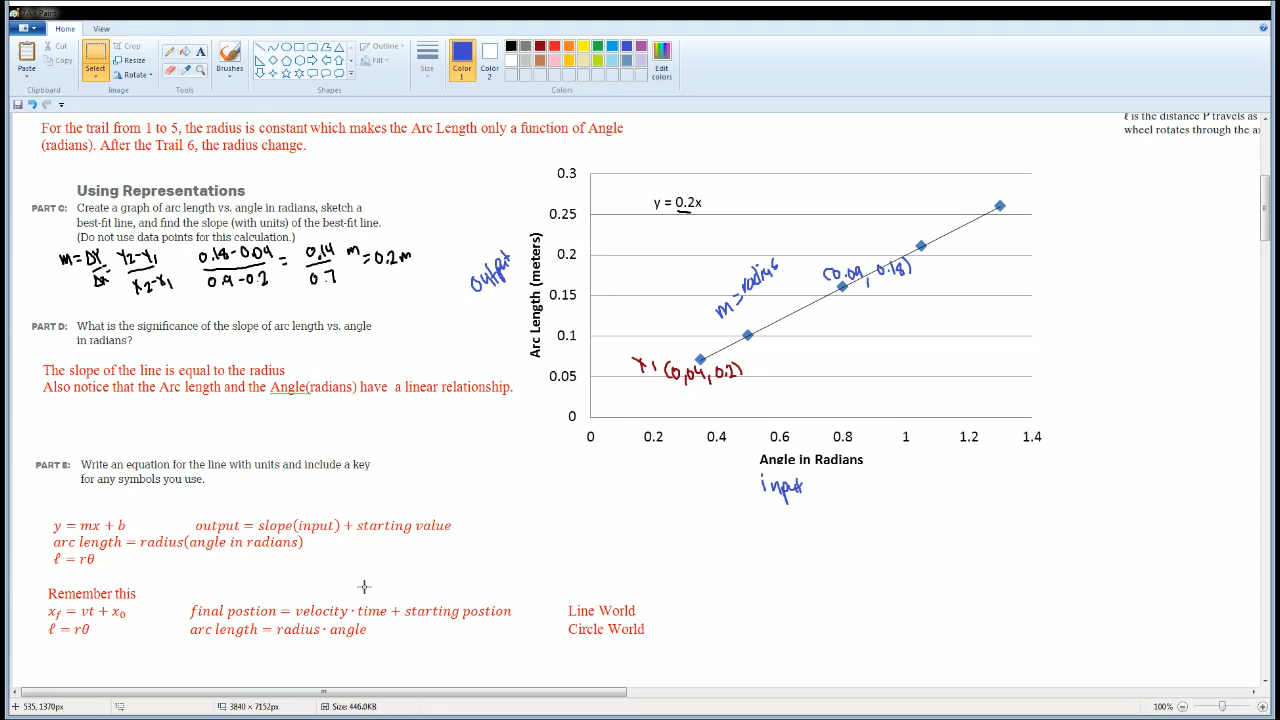 Home
View
Paste
Cut
Copy
Clipboard
Select
Crop
Resize
Rotate
Image
Tools
Brushes
Outline
Fill
Shapes
Size
Color 1
Color 2
Edit colors
Colors
For the trail from 1 to 5, the radius is constant which makes the Arc Length only a function of Angle
(radians). After the Trail 6, the radius change.
ℓ is the distance P travels as
wheel rotates through the a
Using Representations
PART C: Create a graph of arc length vs. angle in radians, sketch a
best-fit line, and find the slope (with units) of the best-fit line.
(Do not use data points for this calculation.)
m = ΔY/Δx = Y2-Y1/X2-X1 0.18-0.04/0.9-0.2 = 0.14/0.7 m = 0.2m
PART D: What is the significance of the slope of arc length vs. angle
in radians?
The slope of the line is equal to the radius
Also notice that the Arc length and the Angle(radians) have a linear relationship.
PART E: Write an equation for the line with units and include a key
for any symbols you use.
y = mx + b output = slope(input) + starting value
arc length = radius(angle in radians)
ℓ = rθ
Remember this
xf = vt + x0 final postion = velocity · time + starting postion Line World
ℓ = rθ arc length = radius · angle Circle World
output
Arc Length (meters)
0.3
0.25
0.2
0.15
0.1
0.05
0
y = 0.2x
m = radius
(0.09, 0.18)
(0,04, 0.2)
0 0.2 0.4 0.6 0.8 1 1.2 1.4
Angle in Radians
input
535, 1370px
3840 × 7152px
Size: 446.0KB
100%